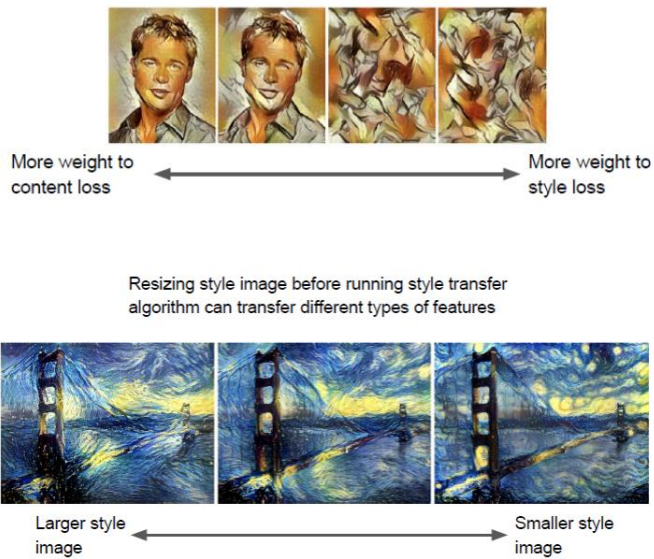 More weight to
content loss
More weight to
style loss
Resizing style image before running style transfer
algorithm can transfer different types of features
Larger style
image
Smaller style
image